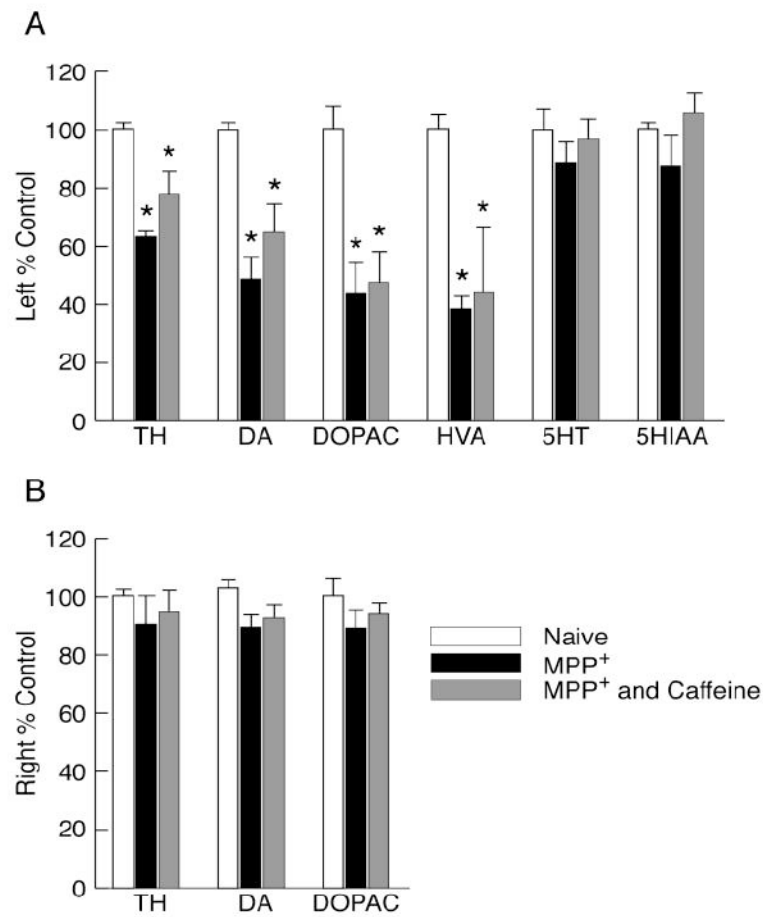 A
Left % Control
120
100
80
60
40
20
0
* * * * * * * *
TH DA DOPAC HVA 5HT 5HIAA
B
Right % Control
120
100
80
60
40
20
0
TH DA DOPAC
Naive
MPP+
MPP+ and Caffeine